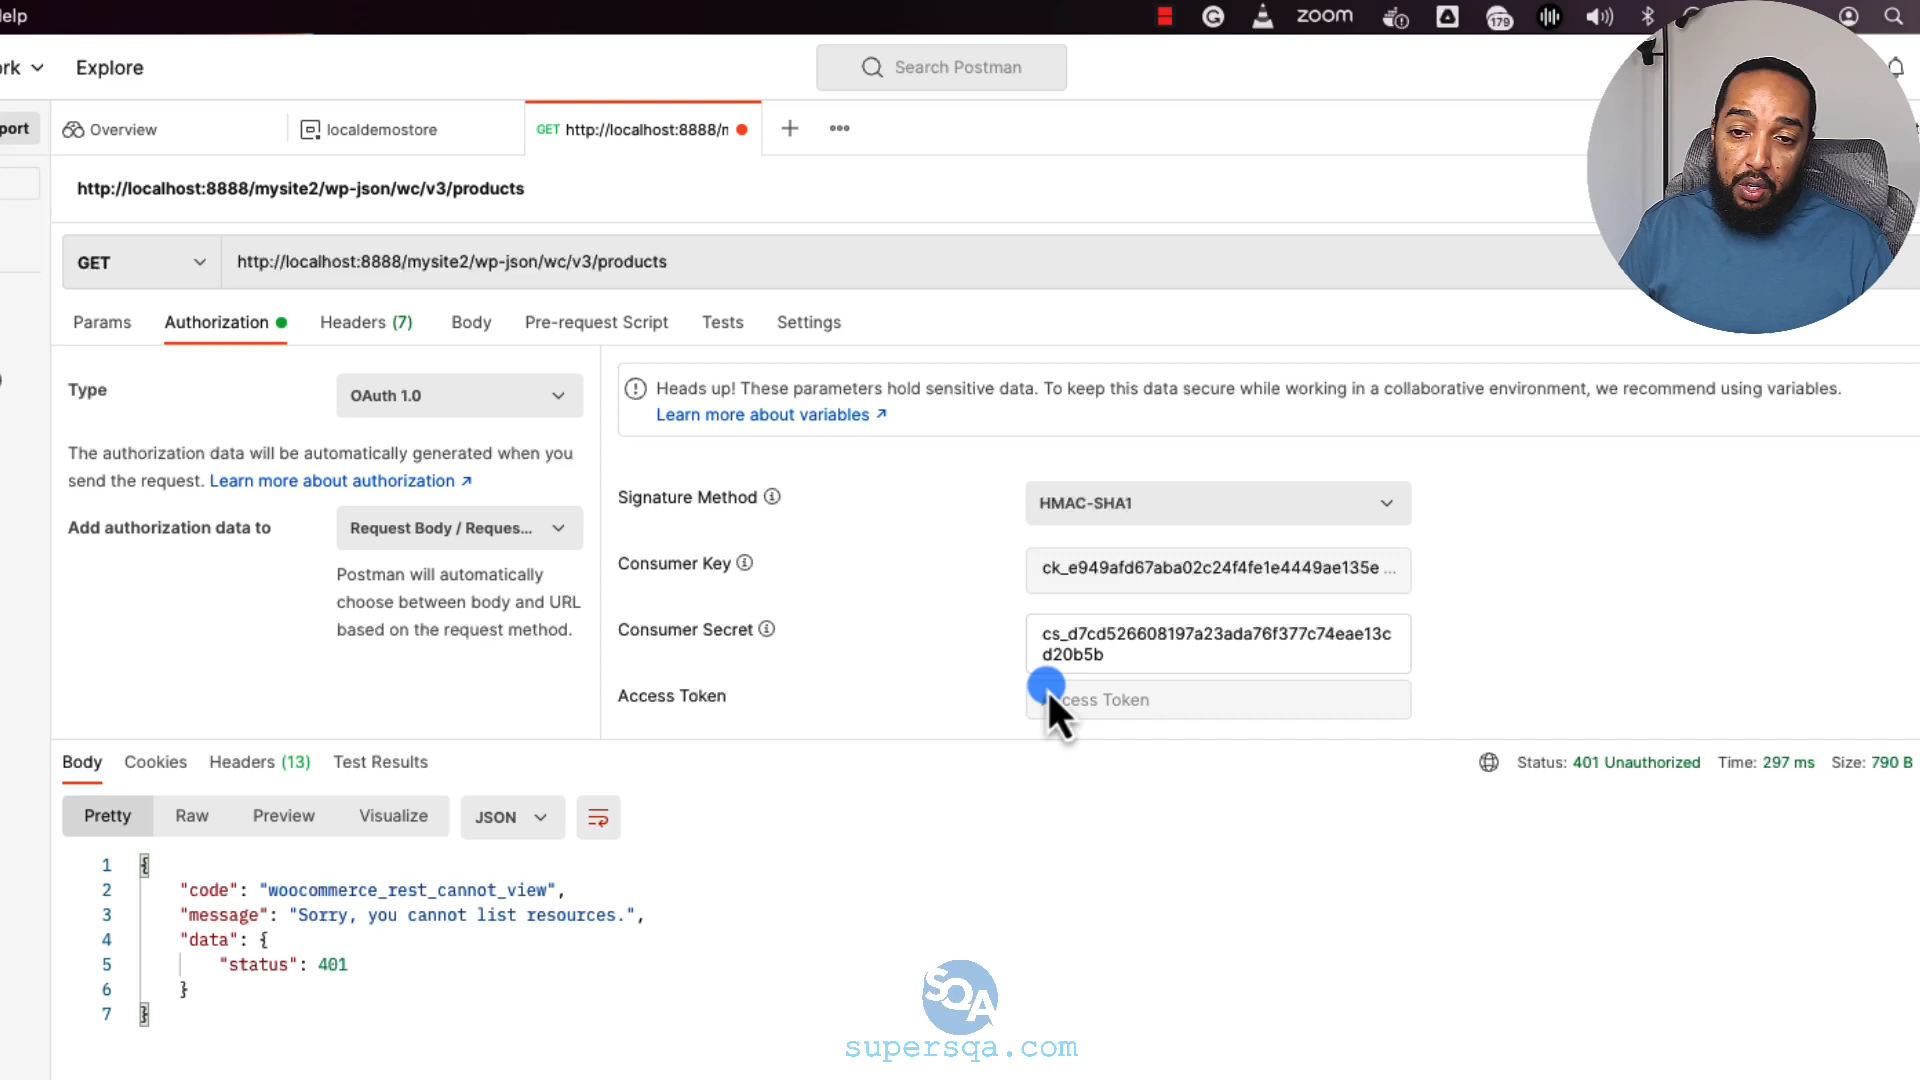 Help
zoom
179
ork
Explore
Search Postman
port
Overview
localdemostore
GET http://localhost:8888/n
http://localhost:8888/mysite2/wp-json/wc/v3/products
GET
http://localhost:8888/mysite2/wp-json/wc/v3/products
Params
Authorization
Headers (7)
Body
Pre-request Script
Tests
Settings
Type
OAuth 1.0
Heads up! These parameters hold sensitive data. To keep this data secure while working in a collaborative environment, we recommend using variables.
Learn more about variables ↗
The authorization data will be automatically generated when you
send the request. Learn more about authorization ↗
Add authorization data to
Request Body / Reques...
Postman will automatically
choose between body and URL
based on the request method.
Signature Method
HMAC-SHA1
Consumer Key
ck_e949afd67aba02c24f4fe1e4449ae135e ...
Consumer Secret
cs_d7cd526608197a23ada76f377c74eae13c
d20b5b
Access Token
cess Token
Body
Cookies
Headers (13)
Test Results
Status: 401 Unauthorized
Time: 297 ms
Size: 790 B
Pretty
Raw
Preview
Visualize
JSON
1 {
2 "code": "woocommerce_rest_cannot_view",
3 "message": "Sorry, you cannot list resources.",
4 "data": {
5 "status": 401
6 }
7 }
SQA
supersqa.com